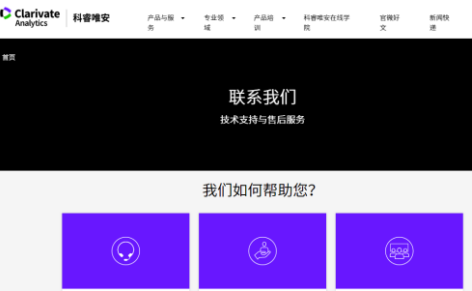 Clarivate
Analytics
科睿唯安
产品与服务
专业领域
产品培训
科睿唯安在线学院
官微好文
新闻快递
首页
联系我们
技术支持与售后服务
我们如何帮助您？